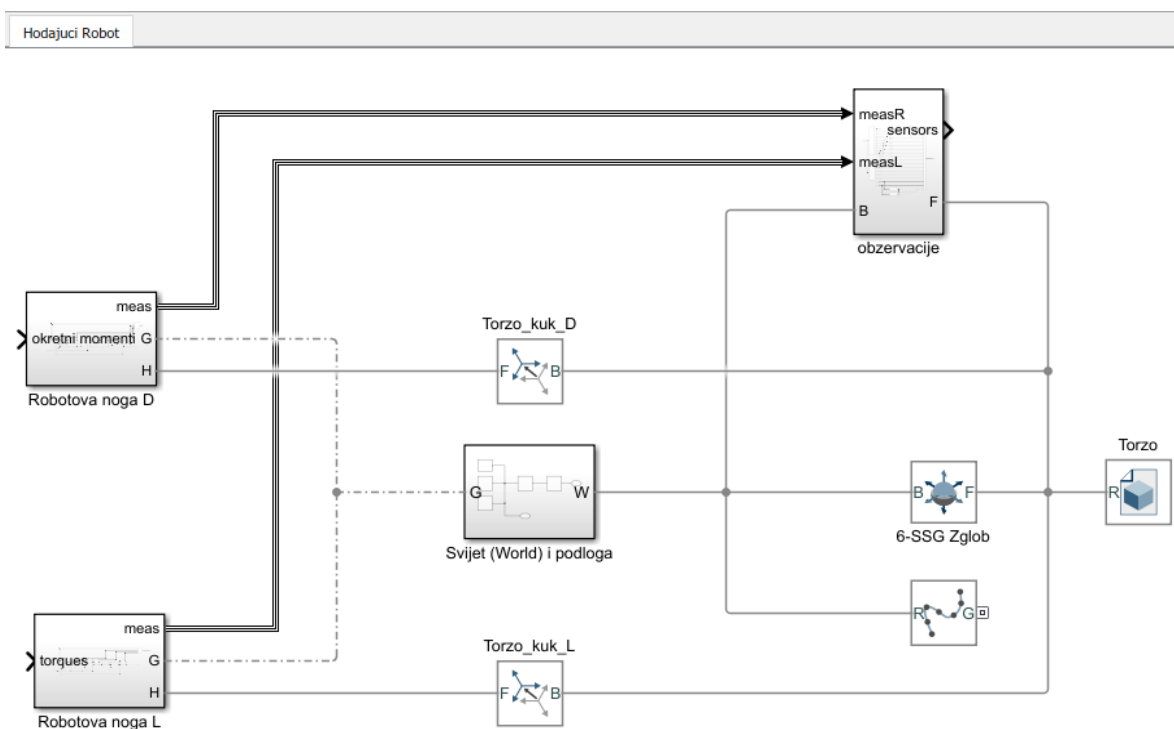 Hodajuci Robot
measR
sensors
measL
B
F
obzervacije
meas
okretni momenti
G
H
Robotova noga D
Torzo_kuk_D
F
B
G
W
Svijet (World) i podloga
B
F
6-SSG Zglob
Torzo
R
R
G
meas
torques
G
H
Robotova noga L
Torzo_kuk_L
F
B